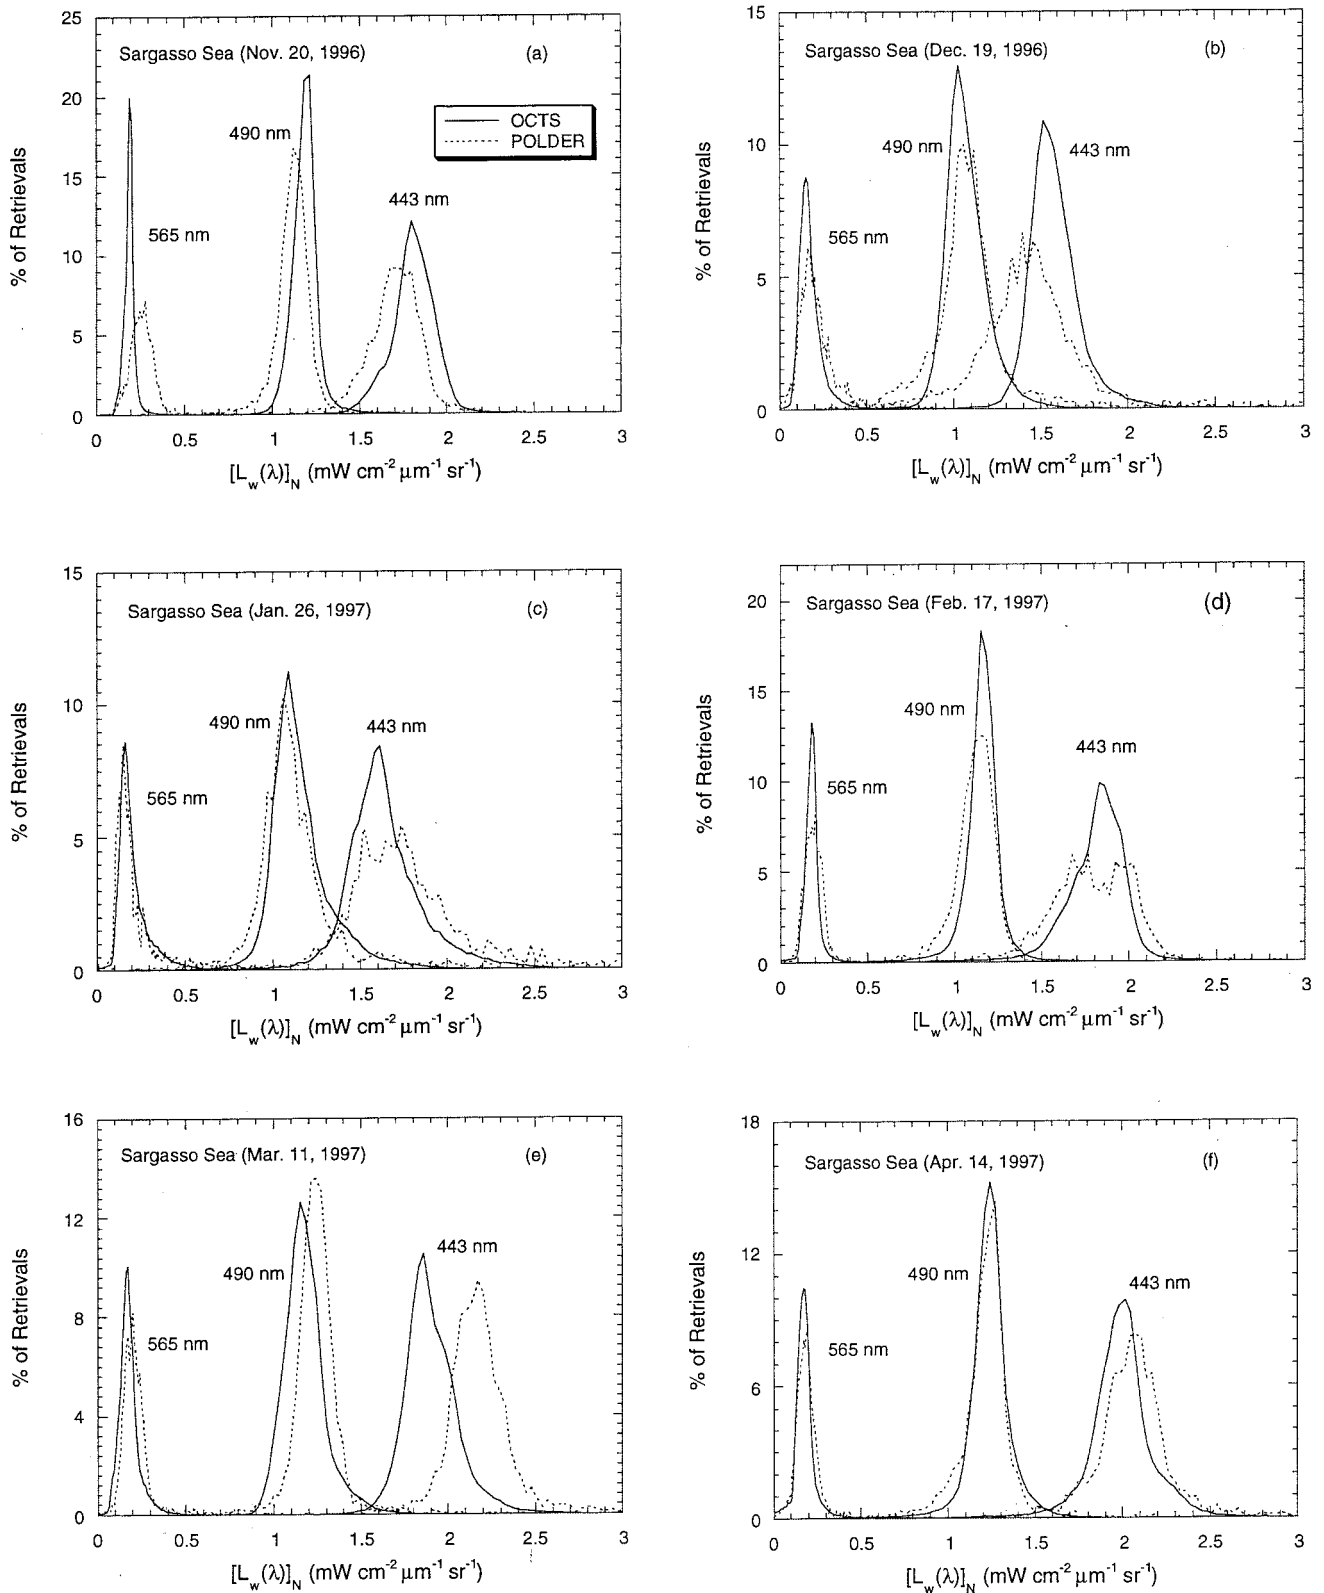 Sargasso Sea (Nov. 20, 1996)
(a)
490 nm
OCTS
POLDER
443 nm
565 nm
% of Retrievals
25
20
15
10
5
0
0 0.5 1 1.5 2 2.5 3
[Lw(λ)]N (mW cm-2 μm-1 sr-1)
Sargasso Sea (Dec. 19, 1996)
(b)
490 nm
443 nm
565 nm
% of Retrievals
15
10
5
0
0 0.5 1 1.5 2 2.5 3
[Lw(λ)]N (mW cm-2 μm-1 sr-1)
Sargasso Sea (Jan. 26, 1997)
(c)
490 nm
443 nm
565 nm
% of Retrievals
15
10
5
0
0 0.5 1 1.5 2 2.5 3
[Lw(λ)]N (mW cm-2 μm-1 sr-1)
Sargasso Sea (Feb. 17, 1997)
(d)
490 nm
443 nm
565 nm
% of Retrievals
20
15
10
5
0
0 0.5 1 1.5 2 2.5 3
[Lw(λ)]N (mW cm-2 μm-1 sr-1)
Sargasso Sea (Mar. 11, 1997)
(e)
443 nm
490 nm
565 nm
% of Retrievals
16
12
8
4
0
0 0.5 1 1.5 2 2.5 3
[Lw(λ)]N (mW cm-2 μm-1 sr-1)
Sargasso Sea (Apr. 14, 1997)
(f)
490 nm
443 nm
565 nm
% of Retrievals
18
12
6
0
0 0.5 1 1.5 2 2.5 3
[Lw(λ)]N (mW cm-2 μm-1 sr-1)